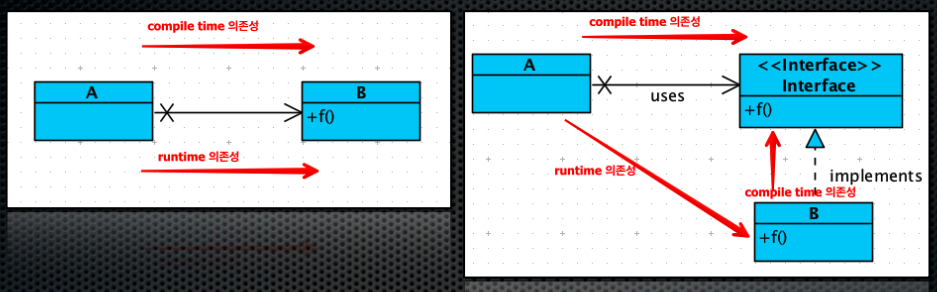 compile time 의존성
A
B
+f()
runtime 의존성
compile time 의존성
A
<<Interface>>
Interface
+f()
uses
runtime 의존성
implements
compile time 의존성
B
+f()